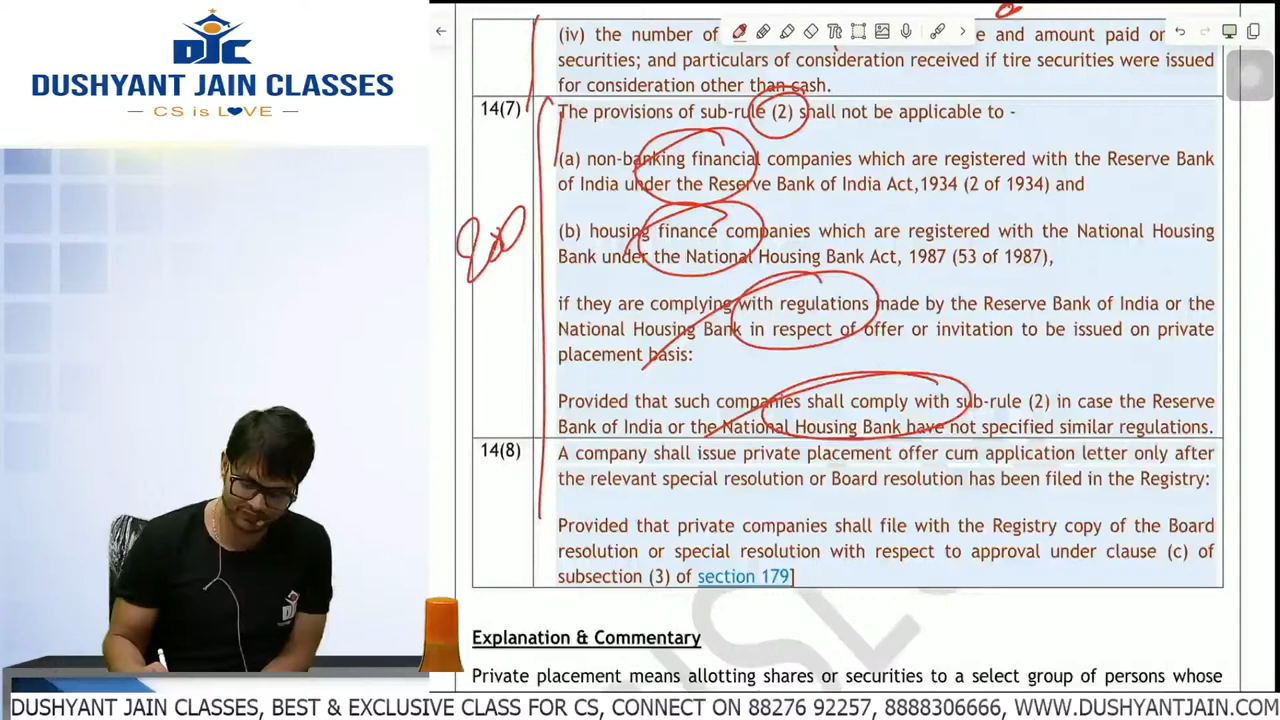 DJC
DUSHYANT JAIN CLASSES
— CS is LOVE —
(iv) the number of
e and amount paid on
securities; and particulars of consideration received if tire securities were issued
for consideration other than cash.
14(7)
The provisions of sub-rule (2) shall not be applicable to -
(a) non-banking financial companies which are registered with the Reserve Bank
of India under the Reserve Bank of India Act,1934 (2 of 1934) and
(b) housing finance companies which are registered with the National Housing
Bank under the National Housing Bank Act, 1987 (53 of 1987),
if they are complying with regulations made by the Reserve Bank of India or the
National Housing Bank in respect of offer or invitation to be issued on private
placement basis:
Provided that such companies shall comply with sub-rule (2) in case the Reserve
Bank of India or the National Housing Bank have not specified similar regulations.
14(8)
A company shall issue private placement offer cum application letter only after
the relevant special resolution or Board resolution has been filed in the Registry:
Provided that private companies shall file with the Registry copy of the Board
resolution or special resolution with respect to approval under clause (c) of
subsection (3) of section 179]
Explanation & Commentary
Private placement means allotting shares or securities to a select group of persons whose
DUSHYANT JAIN CLASSES, BEST & EXCLUSIVE CLASS FOR CS, CONNECT ON 88276 92257, 8888306666, WWW.DUSHYANTJAIN.COM